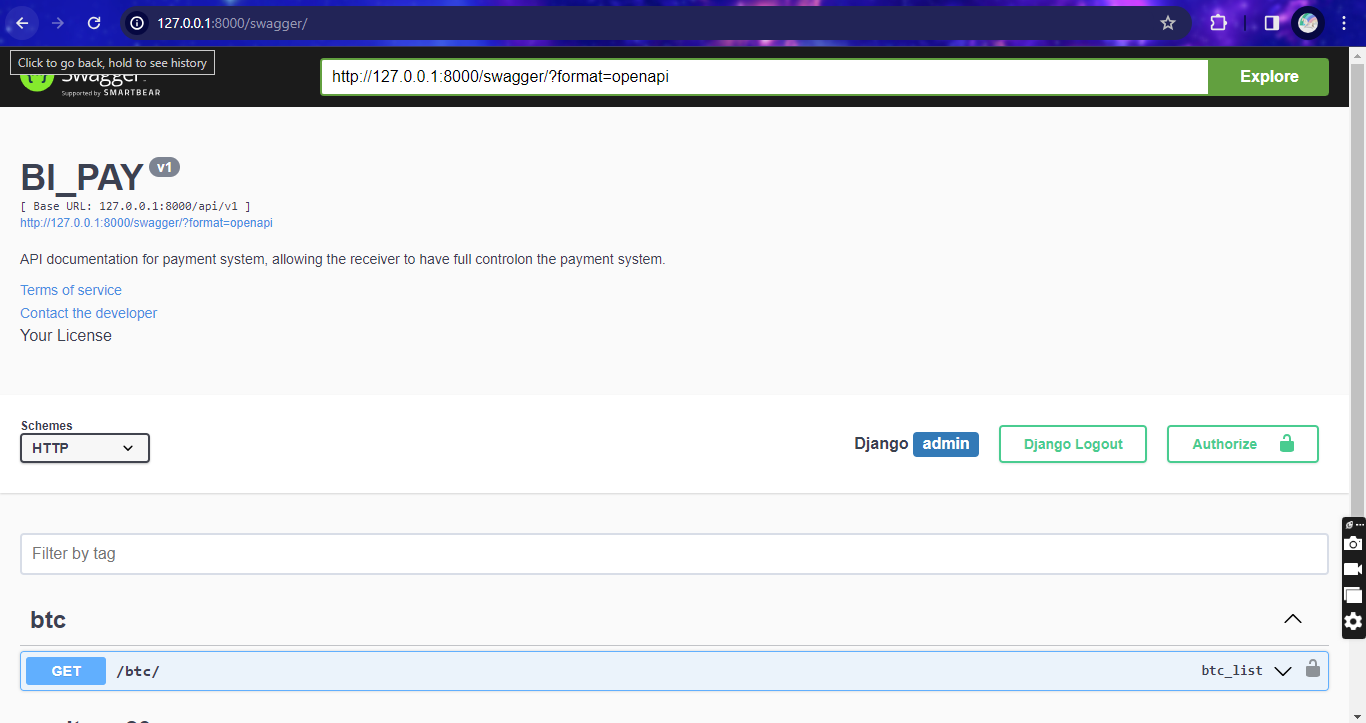 127.0.0.1:8000/swagger/
Click to go back, hold to see history
Swagger
Supported by SMARTBEAR
http://127.0.0.1:8000/swagger/?format=openapi
Explore
BI_PAY v1
[ Base URL: 127.0.0.1:8000/api/v1 ]
http://127.0.0.1:8000/swagger/?format=openapi
API documentation for payment system, allowing the receiver to have full controlon the payment system.
Terms of service
Contact the developer
Your License
Schemes
HTTP
Django admin
Django Logout
Authorize
Filter by tag
btc
GET /btc/ btc_list